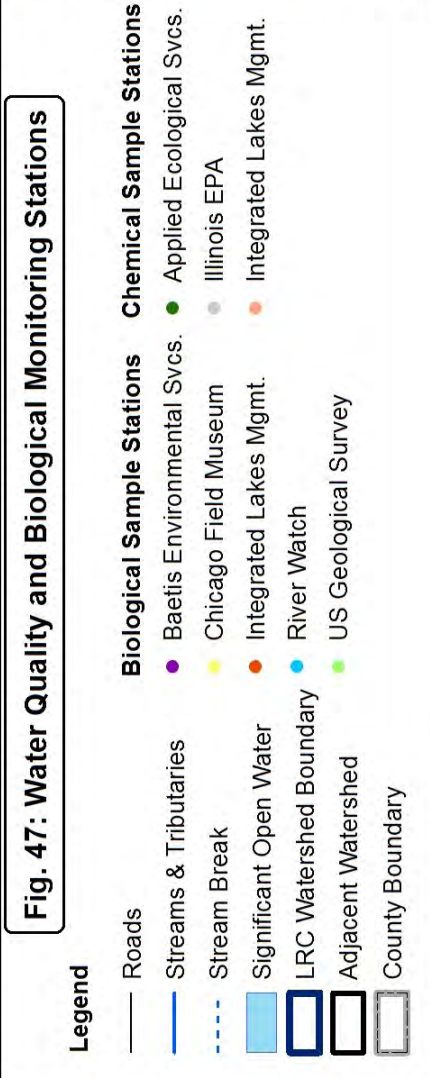 Fig. 47: Water Quality and Biological Monitoring Stations
Legend
Roads
Streams & Tributaries
Stream Break
Significant Open Water
LRC Watershed Boundary
Adjacent Watershed
County Boundary
Biological Sample Stations
Baetis Environmental Svcs.
Chicago Field Museum
Integrated Lakes Mgmt.
River Watch
US Geological Survey
Chemical Sample Stations
Applied Ecological Svcs.
Illinois EPA
Integrated Lakes Mgmt.